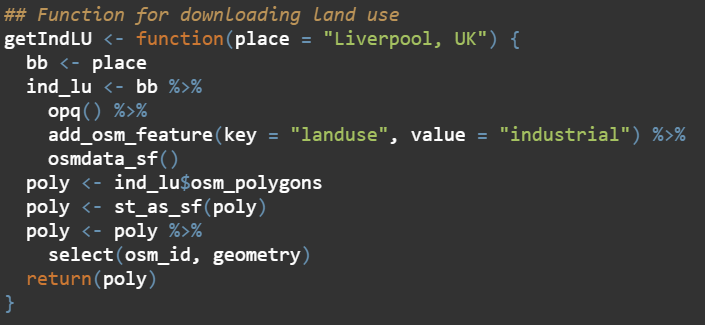 ## Function for downloading land use
getIndLU <- function(place = "Liverpool, UK") {
  bb <- place
  ind_lu <- bb %>%
    opq() %>%
    add_osm_feature(key = "landuse", value = "industrial") %>%
    osmdata_sf()
  poly <- ind_lu$osm_polygons
  poly <- st_as_sf(poly)
  poly <- poly %>%
    select(osm_id, geometry)
  return(poly)
}